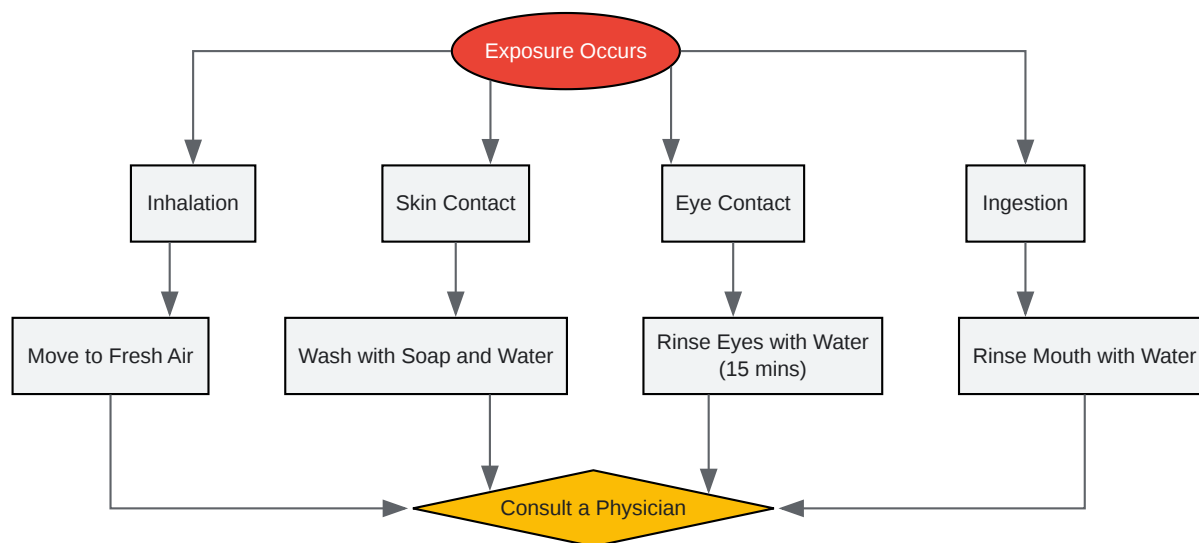 Exposure Occurs
Inhalation
Skin Contact
Eye Contact
Ingestion
Move to Fresh Air
Wash with Soap and Water
Rinse Eyes with Water
(15 mins)
Rinse Mouth with Water
Consult a Physician